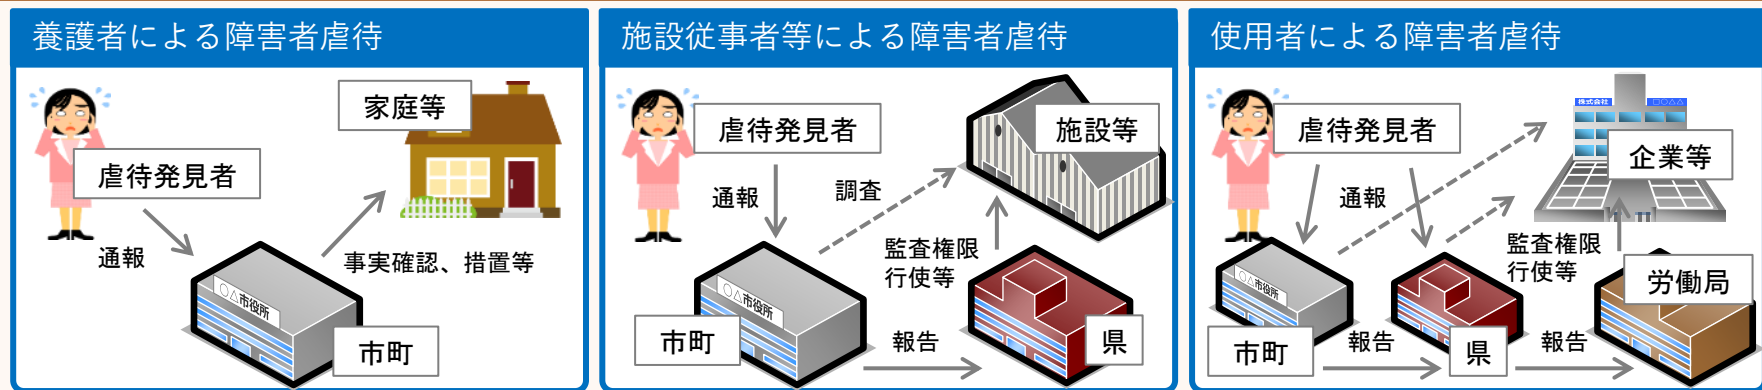 養護者による障害者虐待
家庭等
虐待発見者
通報
事実確認、措置等
○△市役所
市町
施設従事者等による障害者虐待
虐待発見者
施設等
通報
調査
監査権限
行使等
○△市役所
市町
報告
県
使用者による障害者虐待
株式会社 □○△△
虐待発見者
企業等
通報
監査権限
行使等
労働局
○△市役所
市町
報告
県
報告